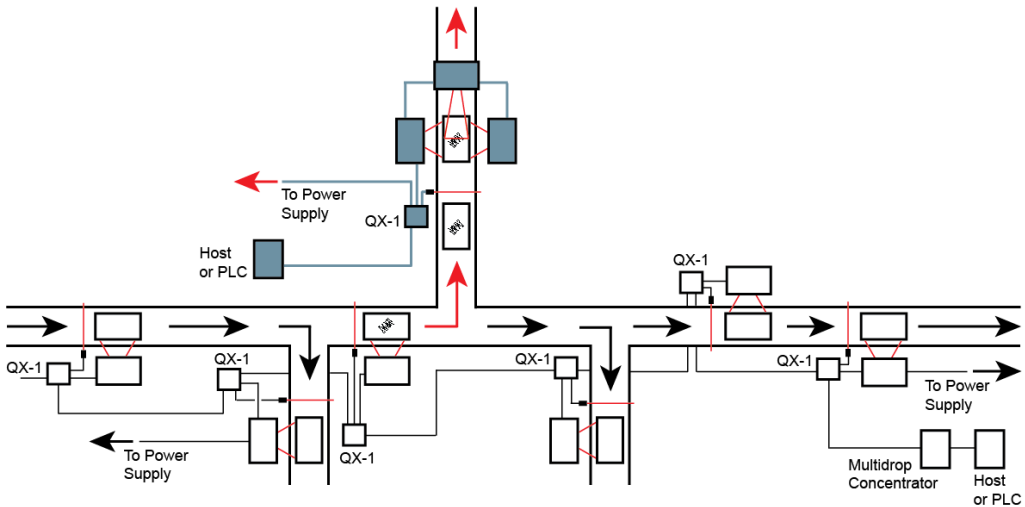 To Power
Supply
QX-1
Host
or PLC
QX-1
QX-1
QX-1
QX-1
QX-1
QX-1
To Power
Supply
To Power
Supply
Multidrop
Concentrator
Host
or PLC